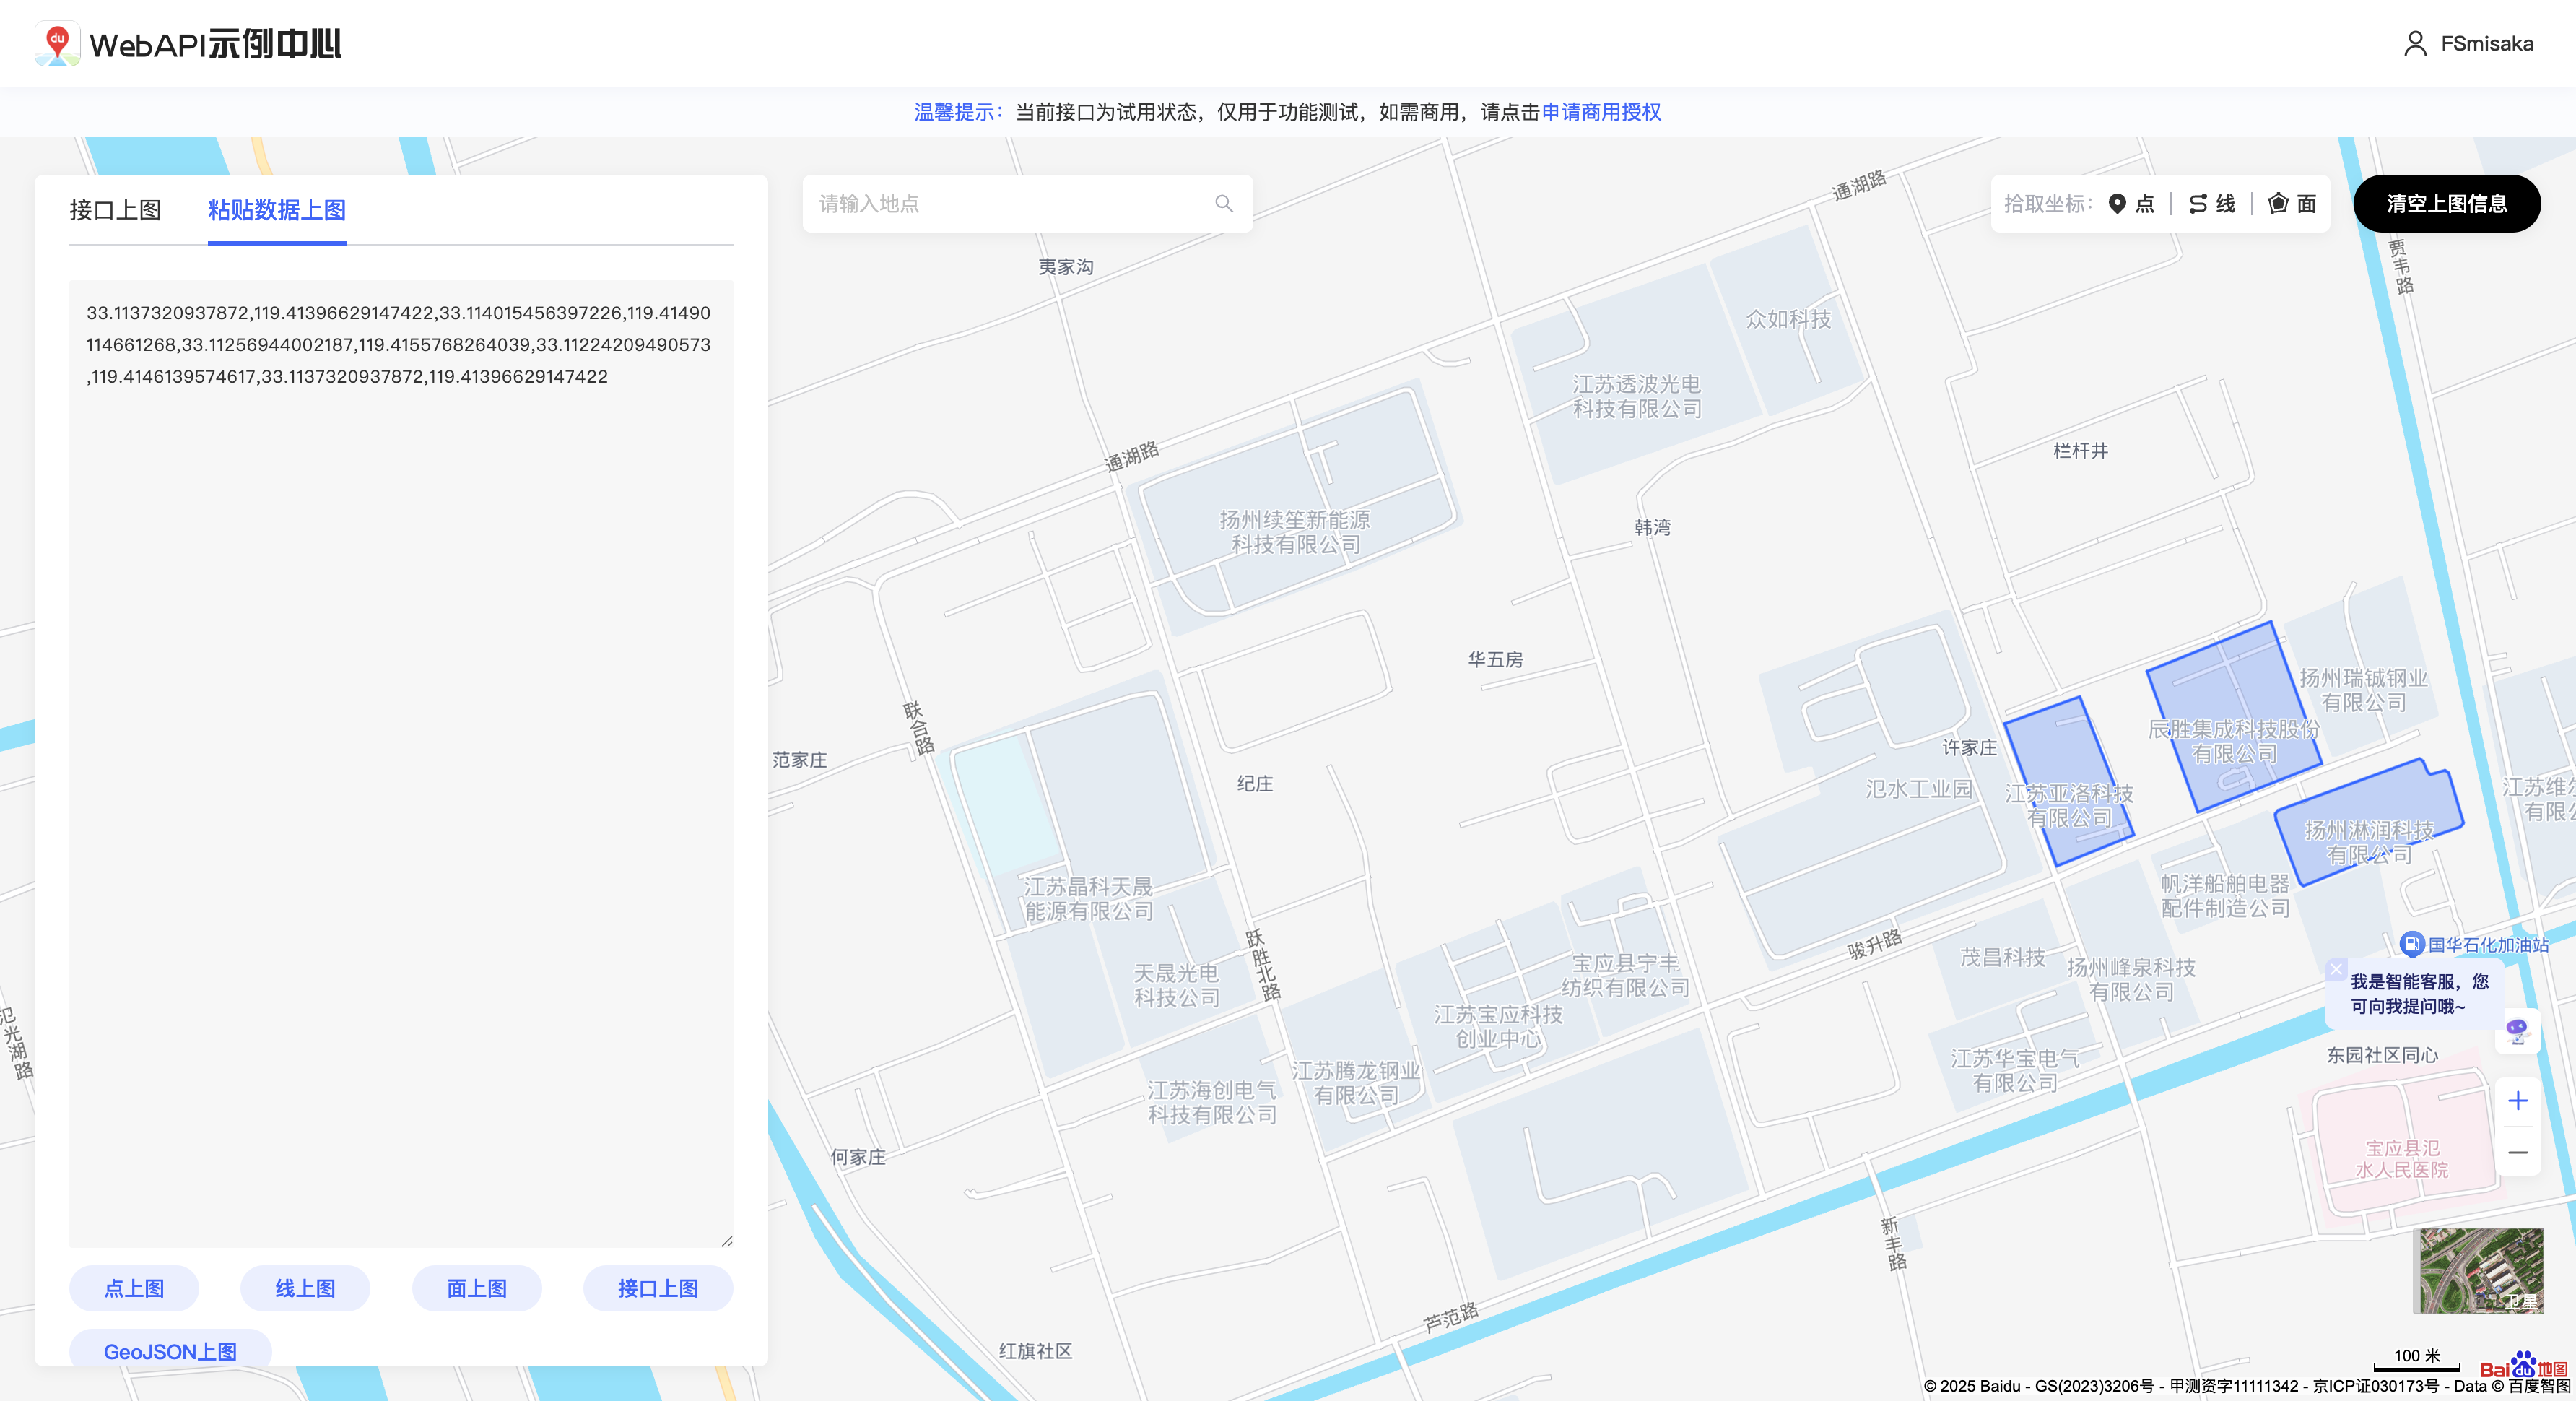 WebAPI示例中心
FSmisaka
温馨提示：当前接口为试用状态，仅用于功能测试，如需商用，请点击申请商用授权
接口上图
粘贴数据上图
33.1137320937872,119.41396629147422,33.114015456397226,119.41490
114661268,33.11256944002187,119.4155768264039,33.11224209490573
,119.4146139574617,33.1137320937872,119.41396629147422
点上图
线上图
面上图
接口上图
GeoJSON上图
请输入地点
拾取坐标：
点
线
面
清空上图信息
通湖路
贾韦路
夷家沟
众如科技
江苏透波光电
科技有限公司
通湖路
栏杆井
扬州续笙新能源
科技有限公司
韩湾
华五房
扬州瑞铖钢业
有限公司
联合路
辰胜集成科技股份
有限公司
许家庄
范家庄
纪庄
氾水工业园
江苏亚洛科技
有限公司
扬州淋润科技
有限公司
江苏晶科天晟
能源有限公司
帆洋船舶电器
配件制造公司
跃胜北路
骏升路
国华石化加油站
天晟光电
科技公司
宝应县宁丰
纺织有限公司
茂昌科技
扬州峰泉科技
有限公司
我是智能客服，您
可向我提问哦~
江苏宝应科技
创业中心
氾光湖路
江苏海创电气
科技有限公司
江苏腾龙钢业
有限公司
江苏华宝电气
有限公司
东园社区同心
何家庄
宝应县氾
水人民医院
新丰路
芦范路
红旗社区
卫星
100 米
Baidu地图
© 2025 Baidu - GS(2023)3206号 - 甲测资字11111342 - 京ICP证030173号 - Data © 百度智图